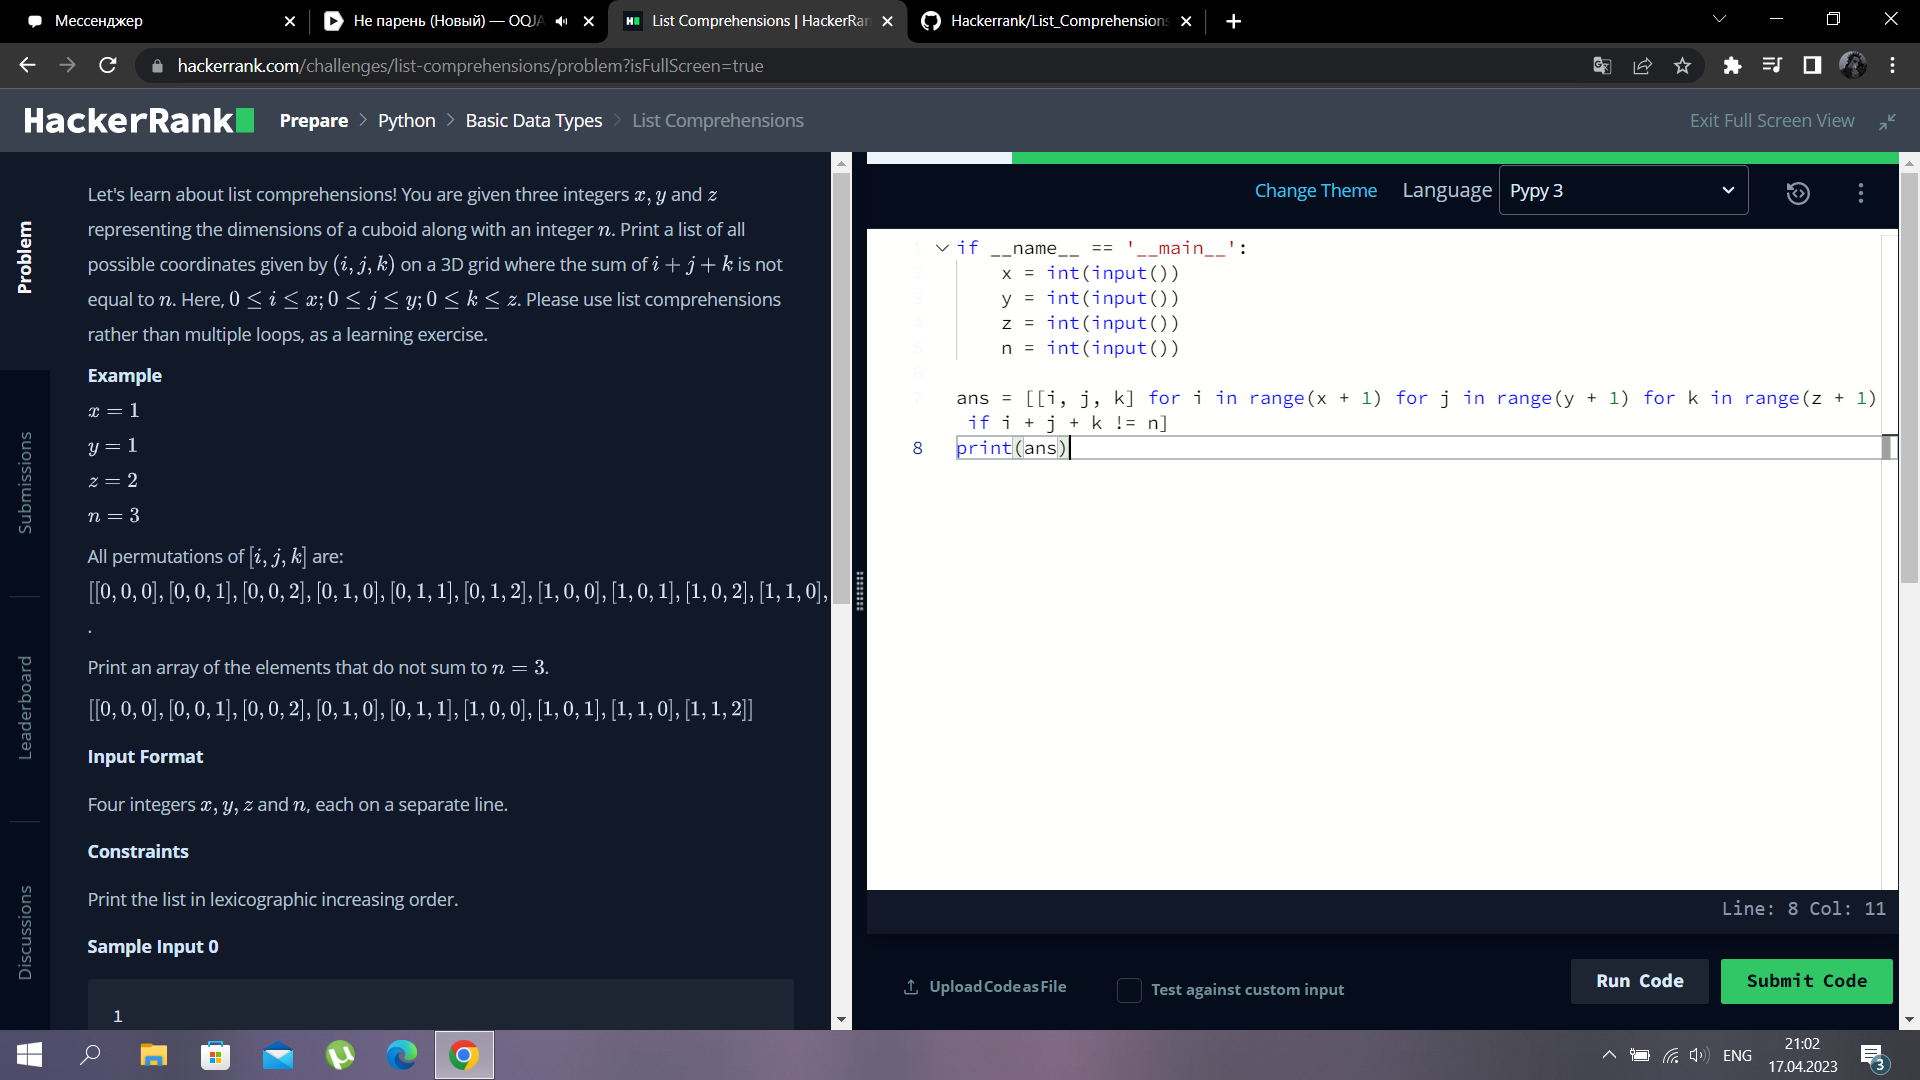 Мессенджер
Не парень (Новый) — OQJA
List Comprehensions | HackerRan
Hackerrank/List_Comprehensions
hackerrank.com/challenges/list-comprehensions/problem?isFullScreen=true
HackerRank
Prepare > Python > Basic Data Types > List Comprehensions
Exit Full Screen View
Problem
Submissions
Leaderboard
Discussions
Let's learn about list comprehensions! You are given three integers x, y and z
representing the dimensions of a cuboid along with an integer n. Print a list of all
possible coordinates given by (i, j, k) on a 3D grid where the sum of i + j + k is not
equal to n. Here, 0 ≤ i ≤ x; 0 ≤ j ≤ y; 0 ≤ k ≤ z. Please use list comprehensions
rather than multiple loops, as a learning exercise.
Example
x = 1
y = 1
z = 2
n = 3
All permutations of [i, j, k] are:
[[0, 0, 0], [0, 0, 1], [0, 0, 2], [0, 1, 0], [0, 1, 1], [0, 1, 2], [1, 0, 0], [1, 0, 1], [1, 0, 2], [1, 1, 0],
.
Print an array of the elements that do not sum to n = 3.
[[0, 0, 0], [0, 0, 1], [0, 0, 2], [0, 1, 0], [0, 1, 1], [1, 0, 0], [1, 0, 1], [1, 1, 0], [1, 1, 2]]
Input Format
Four integers x, y, z and n, each on a separate line.
Constraints
Print the list in lexicographic increasing order.
Sample Input 0
1
Change Theme
Language
Pypy 3
1 if __name__ == '__main__':
2 x = int(input())
3 y = int(input())
4 z = int(input())
5 n = int(input())
6
7 ans = [[i, j, k] for i in range(x + 1) for j in range(y + 1) for k in range(z + 1)
if i + j + k != n]
8 print(ans)
Line: 8 Col: 11
Upload Code as File
Test against custom input
Run Code
Submit Code
ENG
21:02
17.04.2023
3